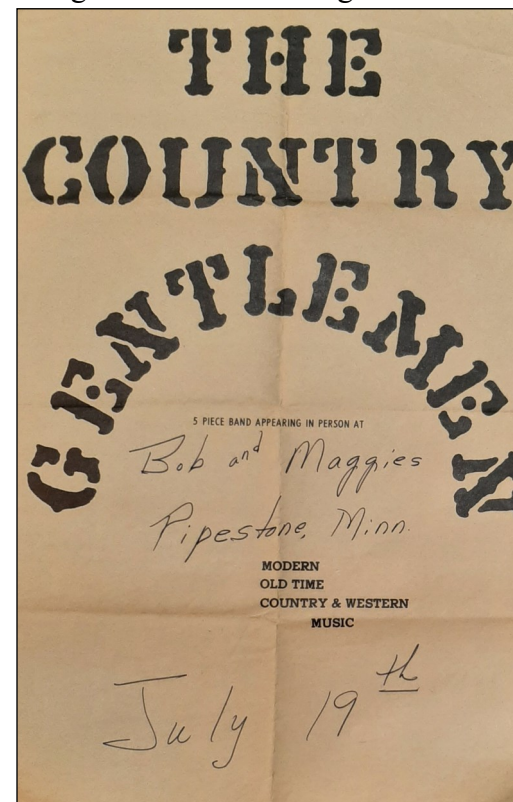 THE
COUNTRY
GENTLEMEN
5 PIECE BAND APPEARING IN PERSON AT
Bob and Maggies
Pipestone, Minn.
MODERN
OLD TIME
COUNTRY & WESTERN
MUSIC
July 19th